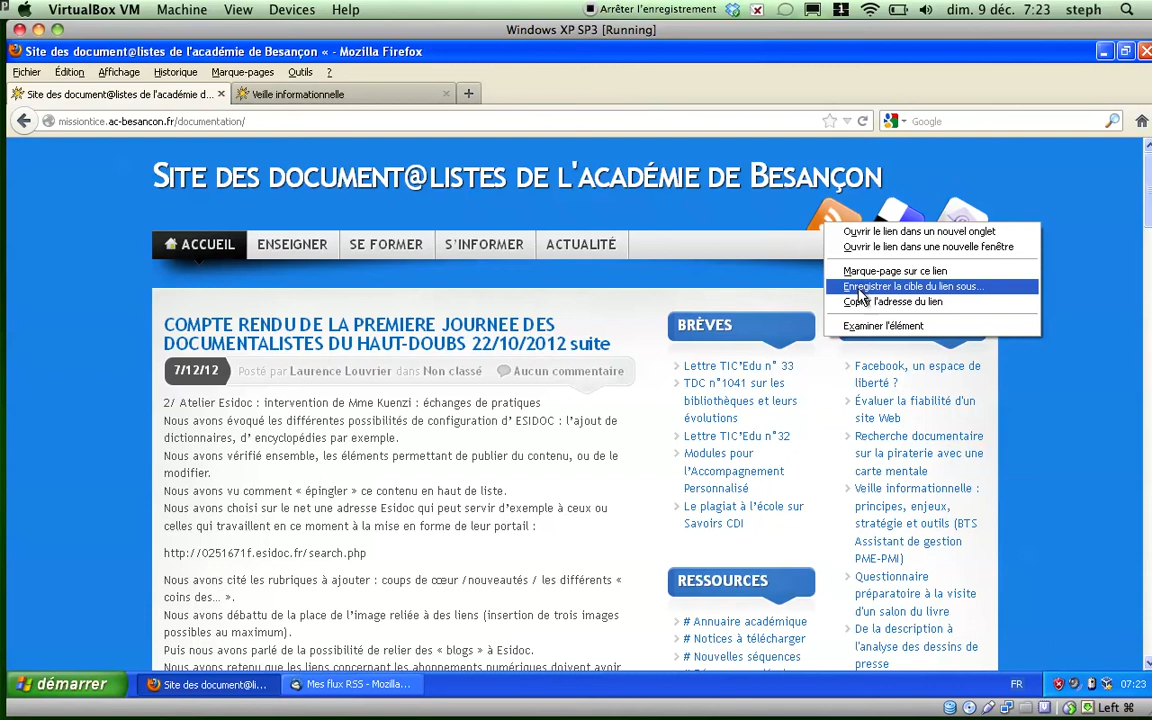 VirtualBox VM Machine View Devices Help Arrêter l'enregistrement 1 dim. 9 déc. 7:23 steph
Windows XP SP3 [Running]
Site des document@listes de l'académie de Besançon « - Mozilla Firefox
Fichier Édition Affichage Historique Marque-pages Outils ?
Site des document@listes de l'académie d... Veille informationnelle
missiontice.ac-besancon.fr/documentation/ Google
SITE DES DOCUMENT@LISTES DE L'ACADÉMIE DE BESANÇON
ACCUEIL ENSEIGNER SE FORMER S'INFORMER ACTUALITÉ
Ouvrir le lien dans un nouvel onglet
Ouvrir le lien dans une nouvelle fenêtre
Marque-page sur ce lien
Enregistrer la cible du lien sous...
Copier l'adresse du lien
Examiner l'élément
COMPTE RENDU DE LA PREMIERE JOURNEE DES
DOCUMENTALISTES DU HAUT-DOUBS 22/10/2012 suite
7/12/12 Posté par Laurence Louvrier dans Non classé Aucun commentaire
2/ Atelier Esidoc : intervention de Mme Kuenzi : échanges de pratiques
Nous avons évoqué les différentes possibilités de configuration d' ESIDOC : l'ajout de
dictionnaires, d' encyclopédies par exemple.
Nous avons vérifié ensemble, les éléments permettant de publier du contenu, ou de le
modifier.
Nous avons vu comment « épingler » ce contenu en haut de liste.
Nous avons choisi sur le net une adresse Esidoc qui peut servir d'exemple à ceux ou
celles qui travaillent en ce moment à la mise en forme de leur portail :
http://0251671f.esidoc.fr/search.php
Nous avons cité les rubriques à ajouter : coups de cœur /nouveautés / les différents «
coins des... ».
Nous avons débattu de la place de l'image reliée à des liens (insertion de trois images
possibles au maximum).
Puis nous avons parlé de la possibilité de relier des « blogs » à Esidoc.
Nous avons retenu que les liens concernant les abonnements numériques doivent avoir
BRÈVES
Lettre TIC'Edu n° 33
TDC n°1041 sur les
bibliothèques et leurs
évolutions
Lettre TIC'Edu n°32
Modules pour
l'Accompagnement
Personnalisé
Le plagiat à l'école sur
Savoirs CDI
RESSOURCES
# Annuaire académique
# Notices à télécharger
# Nouvelles séquences
Facebook, un espace de
liberté ?
Évaluer la fiabilité d'un
site Web
Recherche documentaire
sur la piraterie avec une
carte mentale
Veille informationnelle :
principes, enjeux,
stratégie et outils (BTS
Assistant de gestion
PME-PMI)
Questionnaire
préparatoire à la visite
d'un salon du livre
De la description à
l'analyse des dessins de
presse
démarrer Site des document@li... Mes flux RSS - Mozilla... FR 07:23
Left ⌘